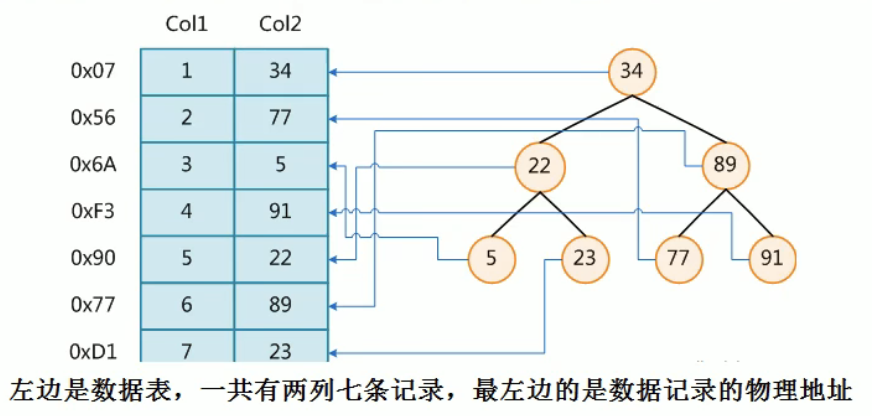 Col1 Col2
0x07 1 34 34
0x56 2 77
0x6A 3 5 22 89
0xF3 4 91
0x90 5 22 5 23 77 91
0x77 6 89
0xD1 7 23
左边是数据表，一共有两列七条记录，最左边的是数据记录的物理地址